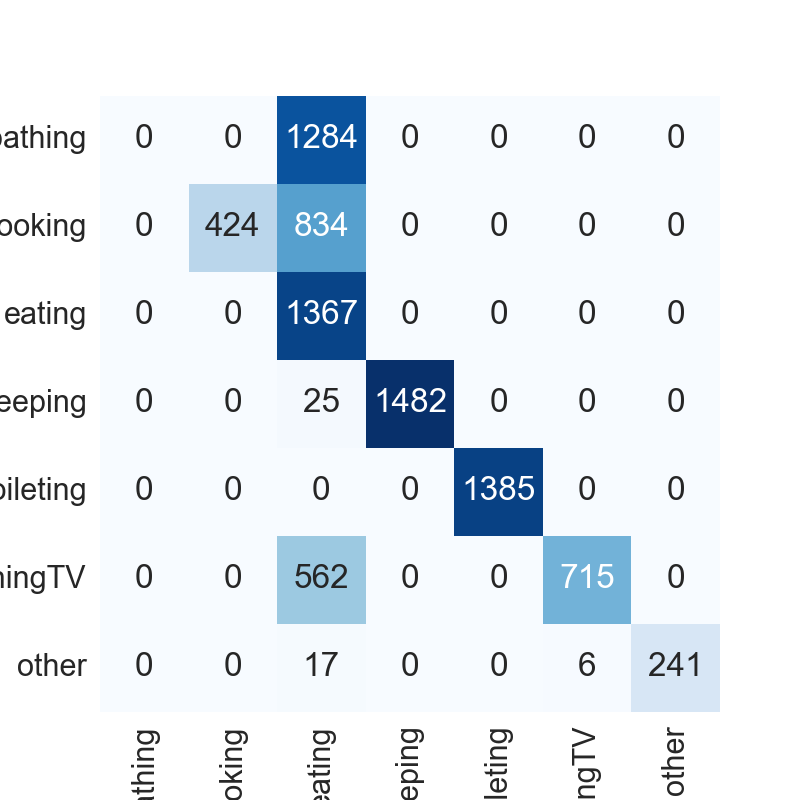 athing 0 0 1284 0 0 0 0
ooking 0 424 834 0 0 0 0
eating 0 0 1367 0 0 0 0
eeping 0 0 25 1482 0 0 0
ileting 0 0 0 0 1385 0 0
ingTV 0 0 562 0 0 715 0
other 0 0 17 0 0 6 241
thing oking eating eping leting ngTV other